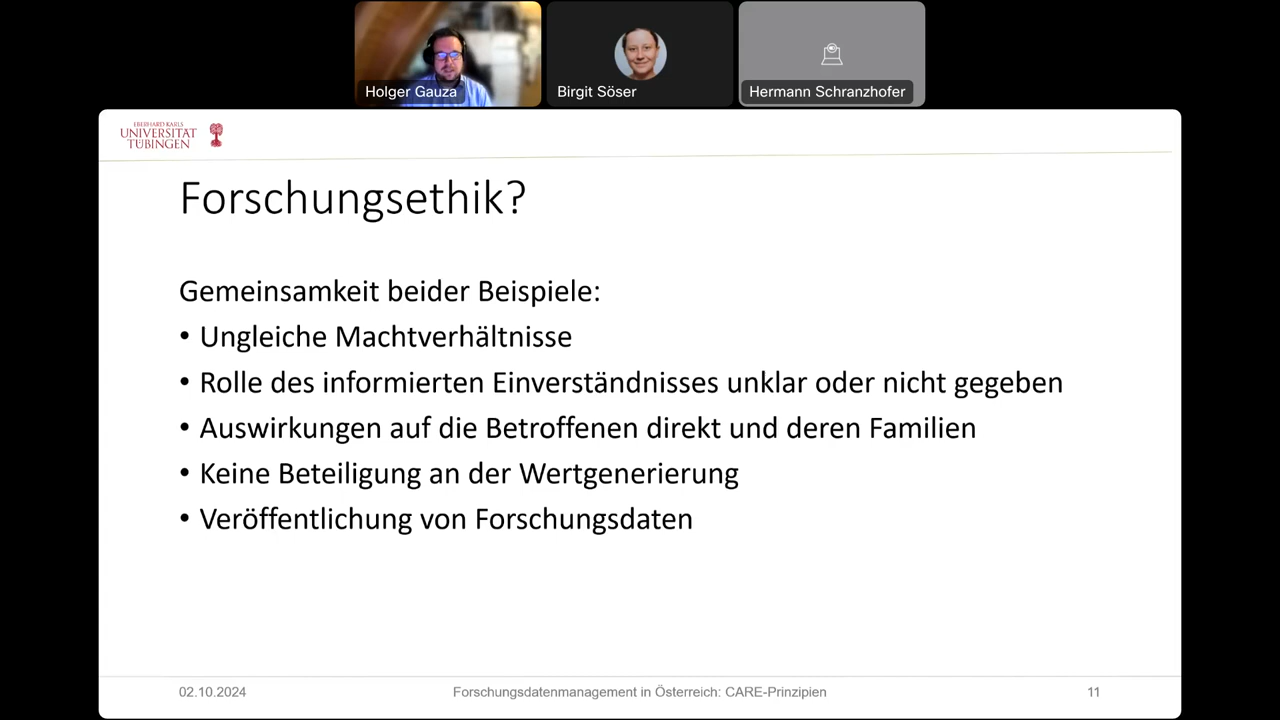 Holger Gauza
Birgit Söser
Hermann Schranzhofer
EBERHARD KARLS
UNIVERSITÄT
TÜBINGEN
Forschungsethik?
Gemeinsamkeit beider Beispiele:
• Ungleiche Machtverhältnisse
• Rolle des informierten Einverständnisses unklar oder nicht gegeben
• Auswirkungen auf die Betroffenen direkt und deren Familien
• Keine Beteiligung an der Wertgenerierung
• Veröffentlichung von Forschungsdaten
02.10.2024
Forschungsdatenmanagement in Österreich: CARE-Prinzipien
11